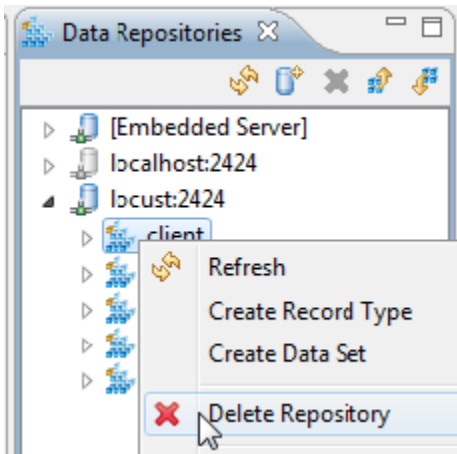 Data Repositories
[Embedded Server]
localhost:2424
locust:2424
client
Refresh
Create Record Type
Create Data Set
Delete Repository